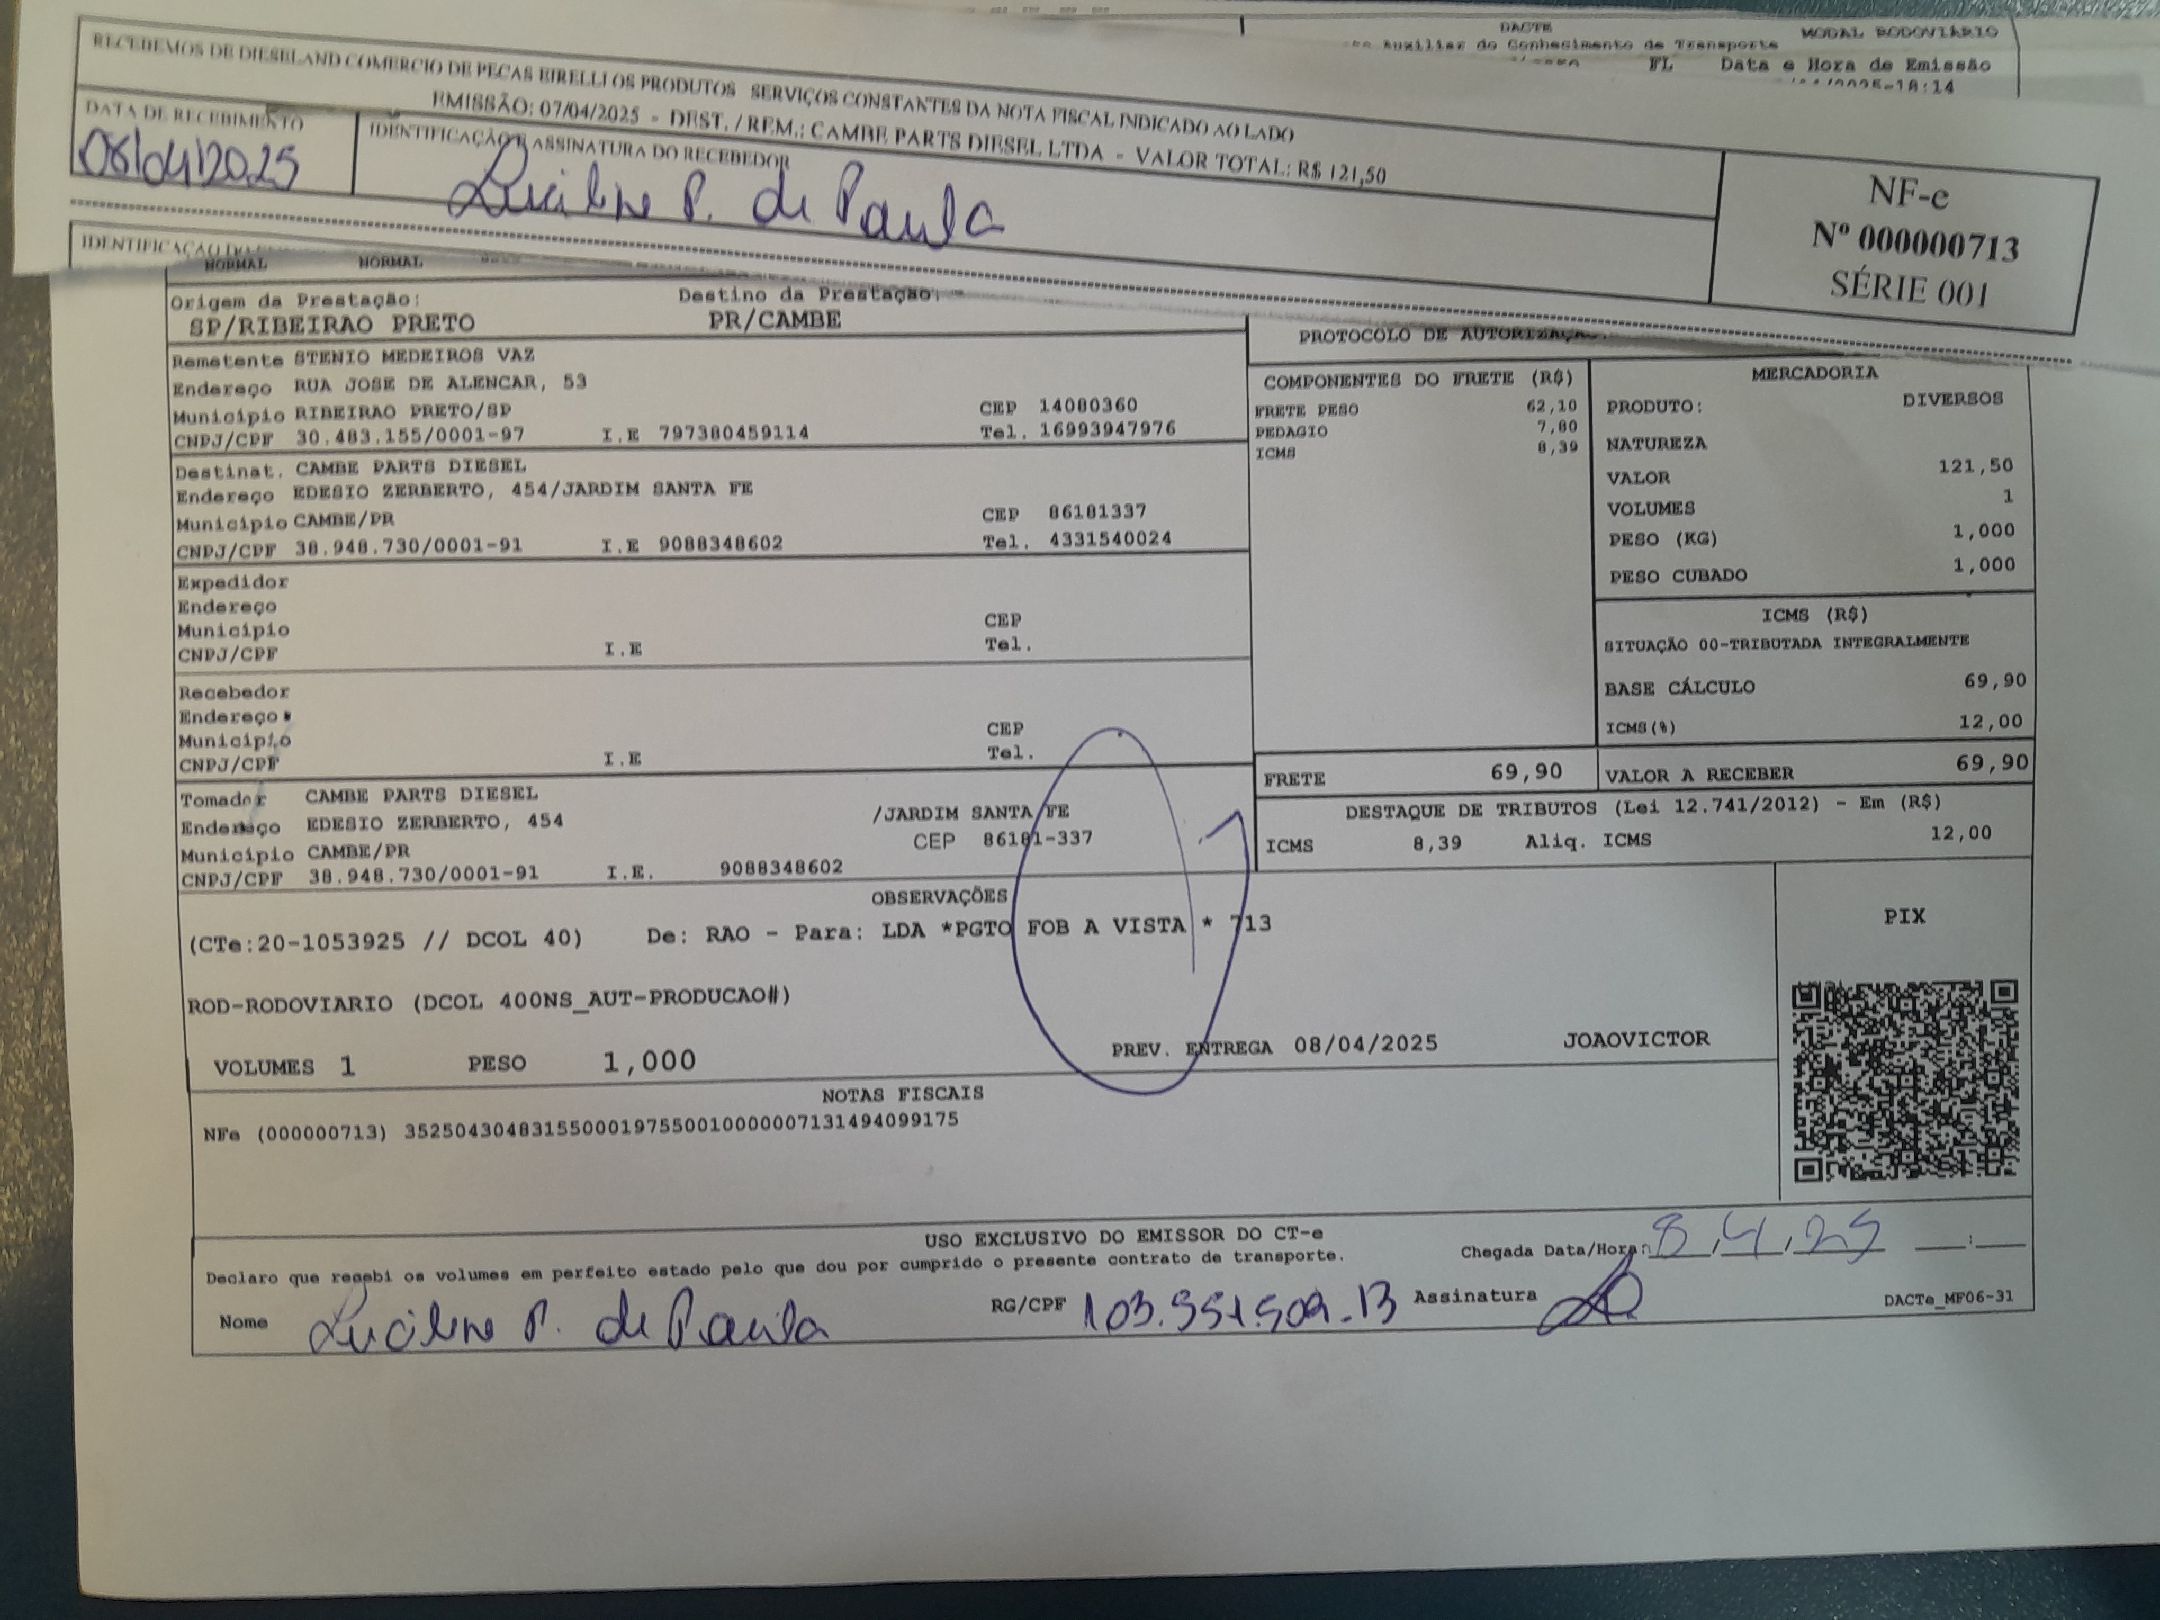 DACTE
MODAL RODOVIÁRIO
Auxiliar do Conhecimento de Transporte
FL Data e Hora de Emissão
18:14
RECEBEMOS DE DIESELAND COMERCIO DE PECAS EIRELLI OS PRODUTOS SERVIÇOS CONSTANTES DA NOTA FISCAL INDICADO AO LADO
EMISSÃO: 07/04/2025 - DEST. / REM.: CAMBE PARTS DIESEL LTDA - VALOR TOTAL: R$ 121,50
DATA DE RECEBIMENTO
08/04/2025
IDENTIFICAÇÃO E ASSINATURA DO RECEBEDOR
Luciline P. de Paula
NF-e
Nº 000000713
SÉRIE 001
IDENTIFICAÇÃO DO
NORMAL NORMAL
Origem da Prestação: Destino da Prestação:
SP/RIBEIRAO PRETO PR/CAMBE
Remetente STENIO MEDEIROS VAZ
Endereço RUA JOSE DE ALENCAR, 53
Município RIBEIRAO PRETO/SP CEP 14080360
CNPJ/CPF 30.483.155/0001-97 I.E 797380459114 Tel. 16993947976
Destinat. CAMBE PARTS DIESEL
Endereço EDESIO ZERBERTO, 454/JARDIM SANTA FE
Município CAMBE/PR CEP 86181337
CNPJ/CPF 38.948.730/0001-91 I.E 9088348602 Tel. 4331540024
Expedidor
Endereço
Município CEP
CNPJ/CPF I.E Tel.
Recebedor
Endereço
Município CEP
CNPJ/CPF I.E Tel.
Tomador CAMBE PARTS DIESEL
Endereço EDESIO ZERBERTO, 454 /JARDIM SANTA FE
Município CAMBE/PR CEP 86181-337
CNPJ/CPF 38.948.730/0001-91 I.E. 9088348602
PROTOCOLO DE
COMPONENTES DO FRETE (R$)
FRETE PESO 62,10
PEDAGIO 7,80
ICMS 8,39
MERCADORIA
PRODUTO: DIVERSOS
NATUREZA
VALOR 121,50
VOLUMES 1
PESO (KG) 1,000
PESO CUBADO 1,000
ICMS (R$)
SITUAÇÃO 00-TRIBUTADA INTEGRALMENTE
BASE CÁLCULO 69,90
ICMS(%) 12,00
FRETE 69,90 VALOR A RECEBER 69,90
DESTAQUE DE TRIBUTOS (Lei 12.741/2012) - Em (R$)
ICMS 8,39 Aliq. ICMS 12,00
OBSERVAÇÕES
(CTe:20-1053925 // DCOL 40) De: RAO - Para: LDA *PGTO FOB A VISTA * 713
ROD-RODOVIARIO (DCOL 400NS_AUT-PRODUCAO#)
VOLUMES 1 PESO 1,000 PREV. ENTREGA 08/04/2025 JOAOVICTOR
PIX
NOTAS FISCAIS
NFe (000000713) 35250430483155000197550010000007131494099175
USO EXCLUSIVO DO EMISSOR DO CT-e
Declaro que recebi os volumes em perfeito estado pelo que dou por cumprido o presente contrato de transporte.
Chegada Data/Hora: 8, 4, 25 :
Nome Luciline P. de Paula RG/CPF 103.551.509-13 Assinatura
DACTe_MF06-31